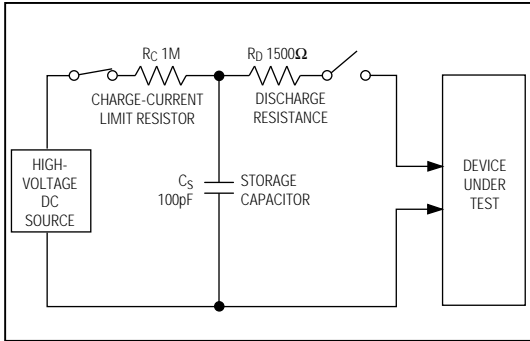 RC 1M
CHARGE-CURRENT
LIMIT RESISTOR
RD 1500Ω
DISCHARGE
RESISTANCE
HIGH-
VOLTAGE
DC
SOURCE
CS
100pF
STORAGE
CAPACITOR
DEVICE
UNDER
TEST